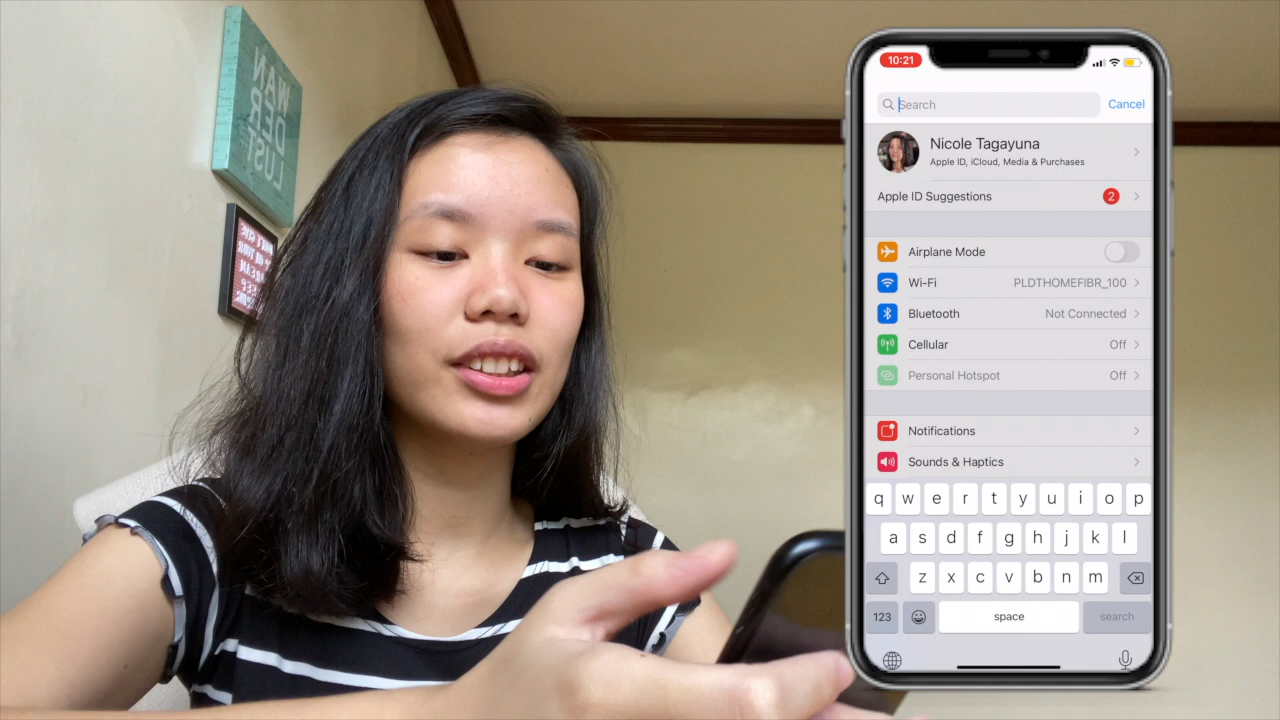 WAN
DER
LUST
10:21
Search
Cancel
Nicole Tagayuna
Apple ID, iCloud, Media & Purchases
Apple ID Suggestions
2
Airplane Mode
Wi-Fi
PLDTHOMEFIBR_100
Bluetooth
Not Connected
Cellular
Off
Personal Hotspot
Off
Notifications
Sounds & Haptics
q w e r t y u i o p
a s d f g h j k l
z x c v b n m
123
space
search